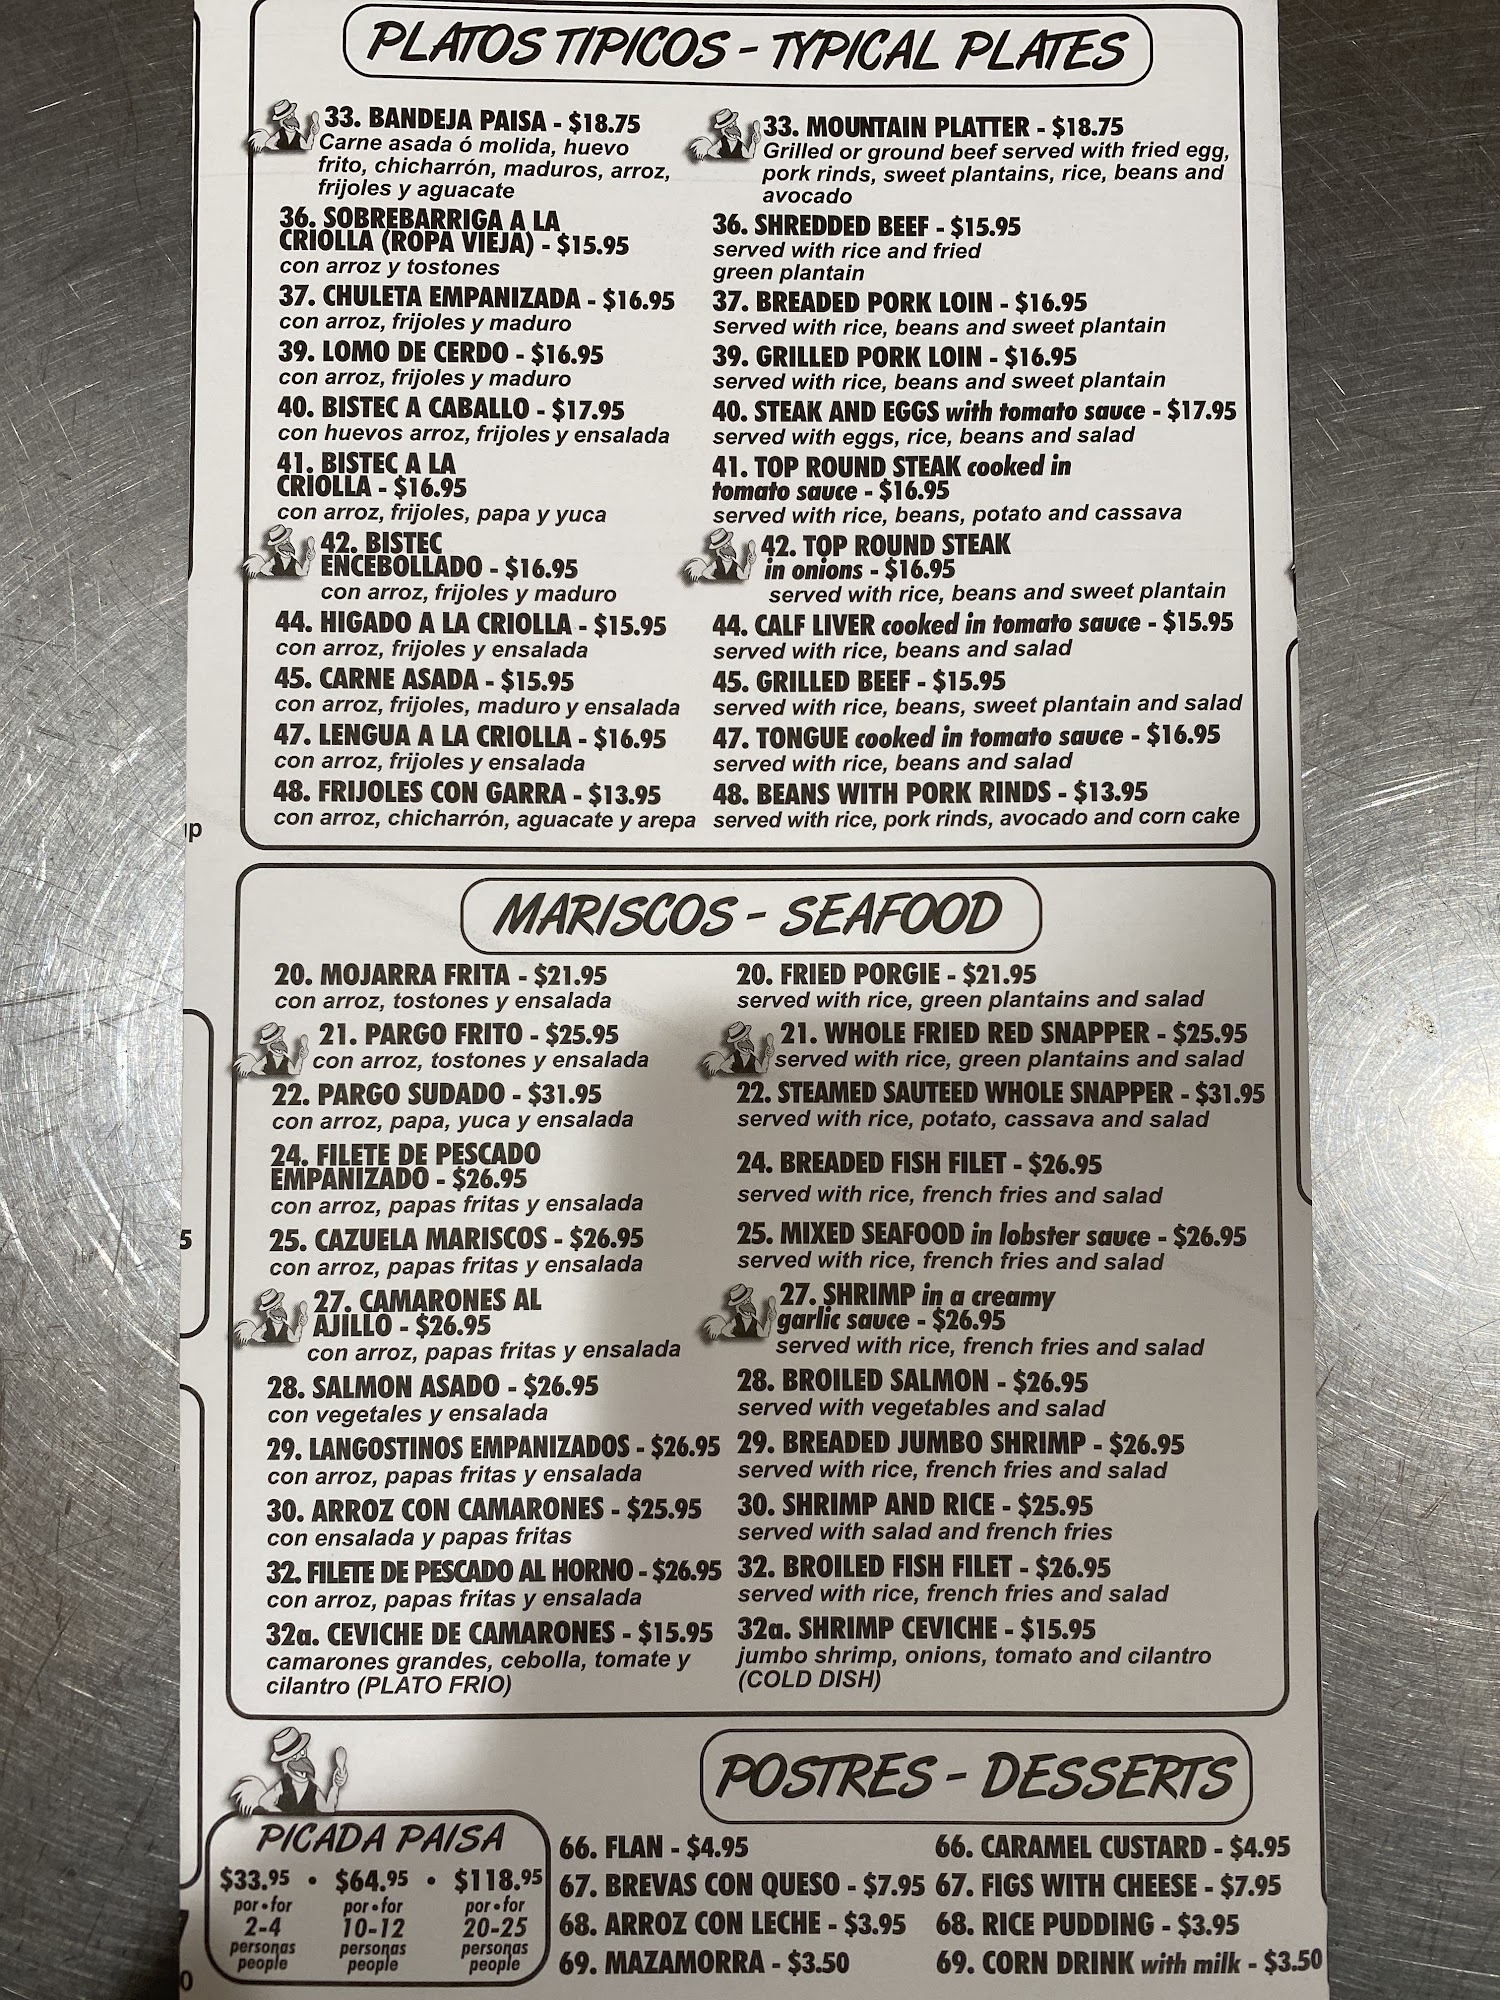 PLATOS TIPICOS - TYPICAL PLATES
33. BANDEJA PAISA - $18.75
Carne asada ó molida, huevo
frito, chicharrón, maduros, arroz,
frijoles y aguacate
36. SOBREBARRIGA A LA
CRIOLLA (ROPA VIEJA) - $15.95
con arroz y tostones
37. CHULETA EMPANIZADA - $16.95
con arroz, frijoles y maduro
39. LOMO DE CERDO - $16.95
con arroz, frijoles y maduro
40. BISTEC A CABALLO - $17.95
con huevos arroz, frijoles y ensalada
41. BISTEC A LA
CRIOLLA - $16.95
con arroz, frijoles, papa y yuca
42. BISTEC
ENCEBOLLADO - $16.95
con arroz, frijoles y maduro
44. HIGADO A LA CRIOLLA - $15.95
con arroz, frijoles y ensalada
45. CARNE ASADA - $15.95
con arroz, frijoles, maduro y ensalada
47. LENGUA A LA CRIOLLA - $16.95
con arroz, frijoles y ensalada
48. FRIJOLES CON GARRA - $13.95
con arroz, chicharrón, aguacate y arepa
33. MOUNTAIN PLATTER - $18.75
Grilled or ground beef served with fried egg,
pork rinds, sweet plantains, rice, beans and
avocado
36. SHREDDED BEEF - $15.95
served with rice and fried
green plantain
37. BREADED PORK LOIN - $16.95
served with rice, beans and sweet plantain
39. GRILLED PORK LOIN - $16.95
served with rice, beans and sweet plantain
40. STEAK AND EGGS with tomato sauce - $17.95
served with eggs, rice, beans and salad
41. TOP ROUND STEAK cooked in
tomato sauce - $16.95
served with rice, beans, potato and cassava
42. TOP ROUND STEAK
in onions - $16.95
served with rice, beans and sweet plantain
44. CALF LIVER cooked in tomato sauce - $15.95
served with rice, beans and salad
45. GRILLED BEEF - $15.95
served with rice, beans, sweet plantain and salad
47. TONGUE cooked in tomato sauce - $16.95
served with rice, beans and salad
48. BEANS WITH PORK RINDS - $13.95
served with rice, pork rinds, avocado and corn cake
MARISCOS - SEAFOOD
20. MOJARRA FRITA - $21.95
con arroz, tostones y ensalada
21. PARGO FRITO - $25.95
con arroz, tostones y ensalada
22. PARGO SUDADO - $31.95
con arroz, papa, yuca y ensalada
24. FILETE DE PESCADO
EMPANIZADO - $26.95
con arroz, papas fritas y ensalada
25. CAZUELA MARISCOS - $26.95
con arroz, papas fritas y ensalada
27. CAMARONES AL
AJILLO - $26.95
con arroz, papas fritas y ensalada
28. SALMON ASADO - $26.95
con vegetales y ensalada
29. LANGOSTINOS EMPANIZADOS - $26.95
con arroz, papas fritas y ensalada
30. ARROZ CON CAMARONES - $25.95
con ensalada y papas fritas
32. FILETE DE PESCADO AL HORNO - $26.95
con arroz, papas fritas y ensalada
32a. CEVICHE DE CAMARONES - $15.95
camarones grandes, cebolla, tomate y
cilantro (PLATO FRIO)
20. FRIED PORGIE - $21.95
served with rice, green plantains and salad
21. WHOLE FRIED RED SNAPPER - $25.95
served with rice, green plantains and salad
22. STEAMED SAUTEED WHOLE SNAPPER - $31.95
served with rice, potato, cassava and salad
24. BREADED FISH FILET - $26.95
served with rice, french fries and salad
25. MIXED SEAFOOD in lobster sauce - $26.95
served with rice, french fries and salad
27. SHRIMP in a creamy
garlic sauce - $26.95
served with rice, french fries and salad
28. BROILED SALMON - $26.95
served with vegetables and salad
29. BREADED JUMBO SHRIMP - $26.95
served with rice, french fries and salad
30. SHRIMP AND RICE - $25.95
served with salad and french fries
32. BROILED FISH FILET - $26.95
served with rice, french fries and salad
32a. SHRIMP CEVICHE - $15.95
jumbo shrimp, onions, tomato and cilantro
(COLD DISH)
PICADA PAISA
$33.95 • $64.95 • $118.95
por•for por•for por•for
2-4 10-12 20-25
personas personas personas
people people people
POSTRES - DESSERTS
66. FLAN - $4.95
67. BREVAS CON QUESO - $7.95
68. ARROZ CON LECHE - $3.95
69. MAZAMORRA - $3.50
66. CARAMEL CUSTARD - $4.95
67. FIGS WITH CHEESE - $7.95
68. RICE PUDDING - $3.95
69. CORN DRINK with milk - $3.50